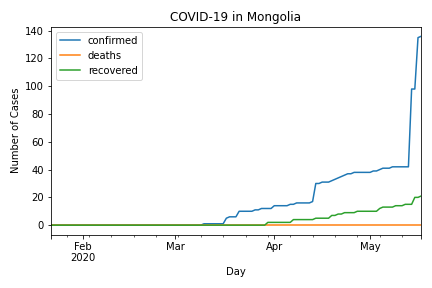 COVID-19 in Mongolia
confirmed
deaths
recovered
140
120
100
80
60
40
20
0
Number of Cases
Feb
2020
Mar
Apr
May
Day